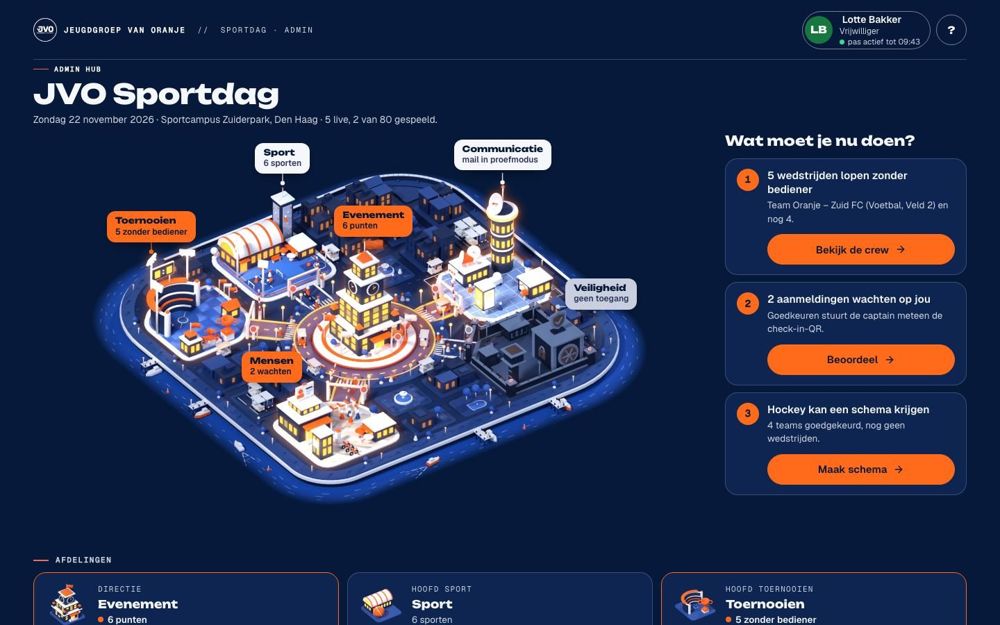 JVO JEUGDGROEP VAN ORANJE // SPORTDAG · ADMIN
LB
Lotte Bakker
Vrijwilliger
pas actief tot 09:43
?
ADMIN HUB
JVO Sportdag
Zondag 22 november 2026 · Sportcampus Zuiderpark, Den Haag · 5 live, 2 van 80 gespeeld.
Sport
6 sporten
Communicatie
mail in proefmodus
Toernooien
5 zonder bediener
Evenement
6 punten
Veiligheid
geen toegang
Mensen
2 wachten
Wat moet je nu doen?
1
5 wedstrijden lopen zonder
bediener
Team Oranje – Zuid FC (Voetbal, Veld 2) en
nog 4.
Bekijk de crew →
2
2 aanmeldingen wachten op jou
Goedkeuren stuurt de captain meteen de
check-in-QR.
Beoordeel →
3
Hockey kan een schema krijgen
4 teams goedgekeurd, nog geen
wedstrijden.
Maak schema →
AFDELINGEN
DIRECTIE
Evenement
6 punten
HOOFD SPORT
Sport
6 sporten
HOOFD TOERNOOIEN
Toernooien
5 zonder bediener